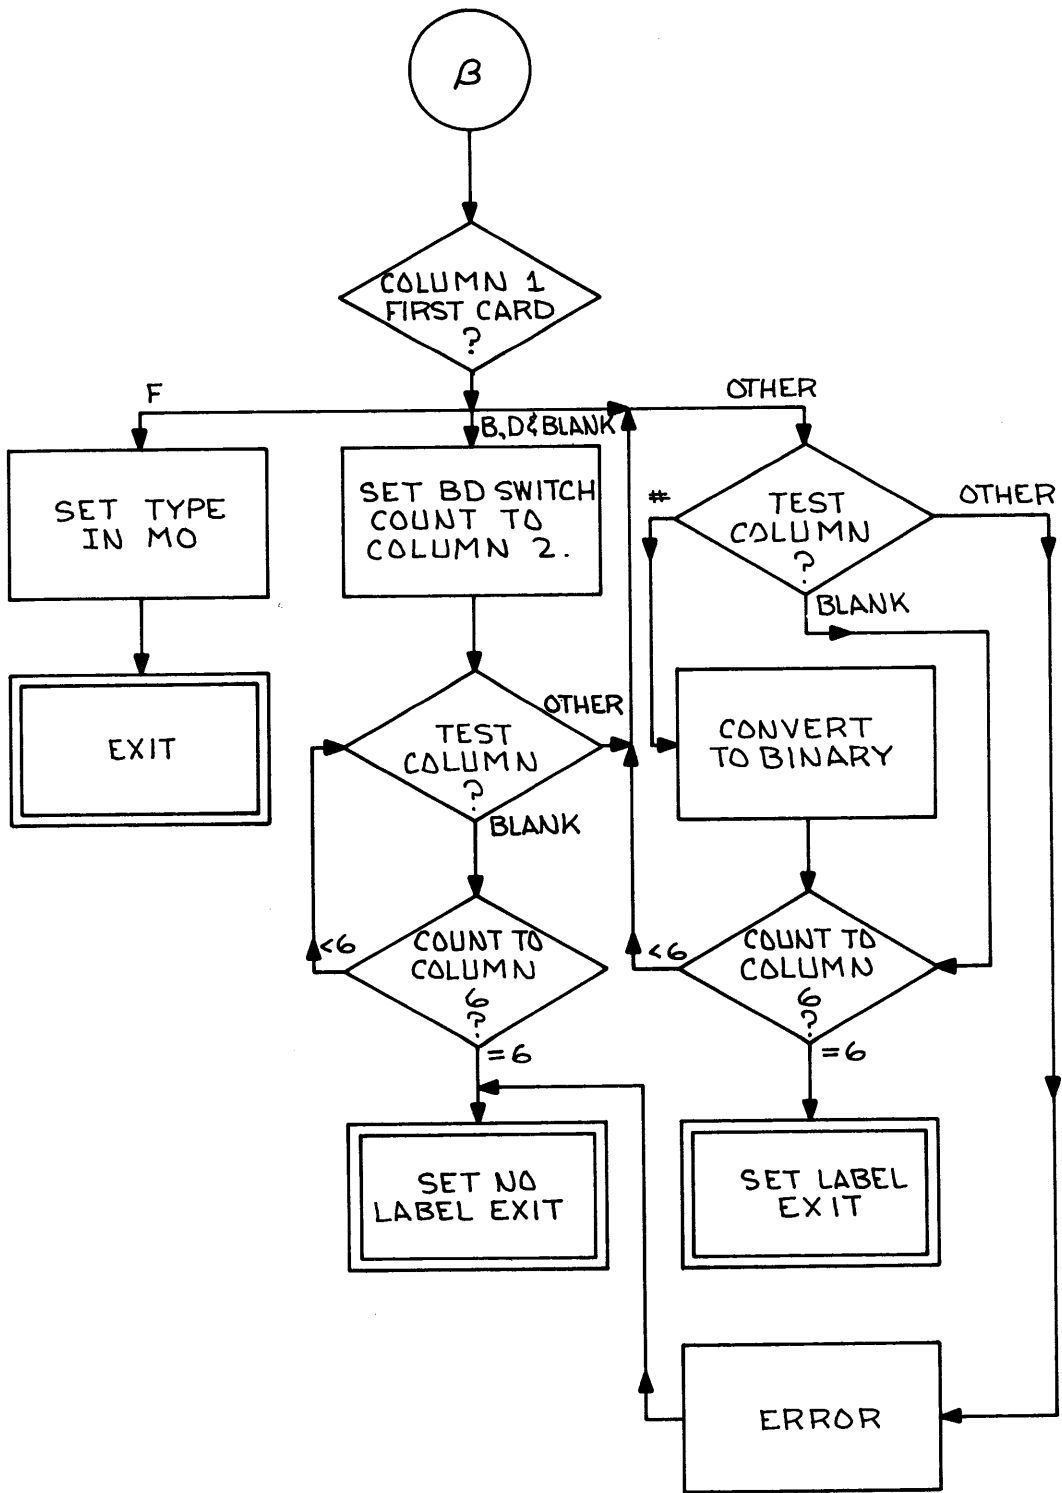 β
COLUMN 1
FIRST CARD
?
F
B,D&BLANK
OTHER
SET TYPE
IN MO
SET BD SWITCH
COUNT TO
COLUMN 2.
#
TEST
COLUMN
?
OTHER
BLANK
EXIT
TEST
COLUMN
?
OTHER
BLANK
CONVERT
TO BINARY
<6
COUNT TO
COLUMN
6
?
=6
<6
COUNT TO
COLUMN
6
?
=6
SET NO
LABEL EXIT
SET LABEL
EXIT
ERROR